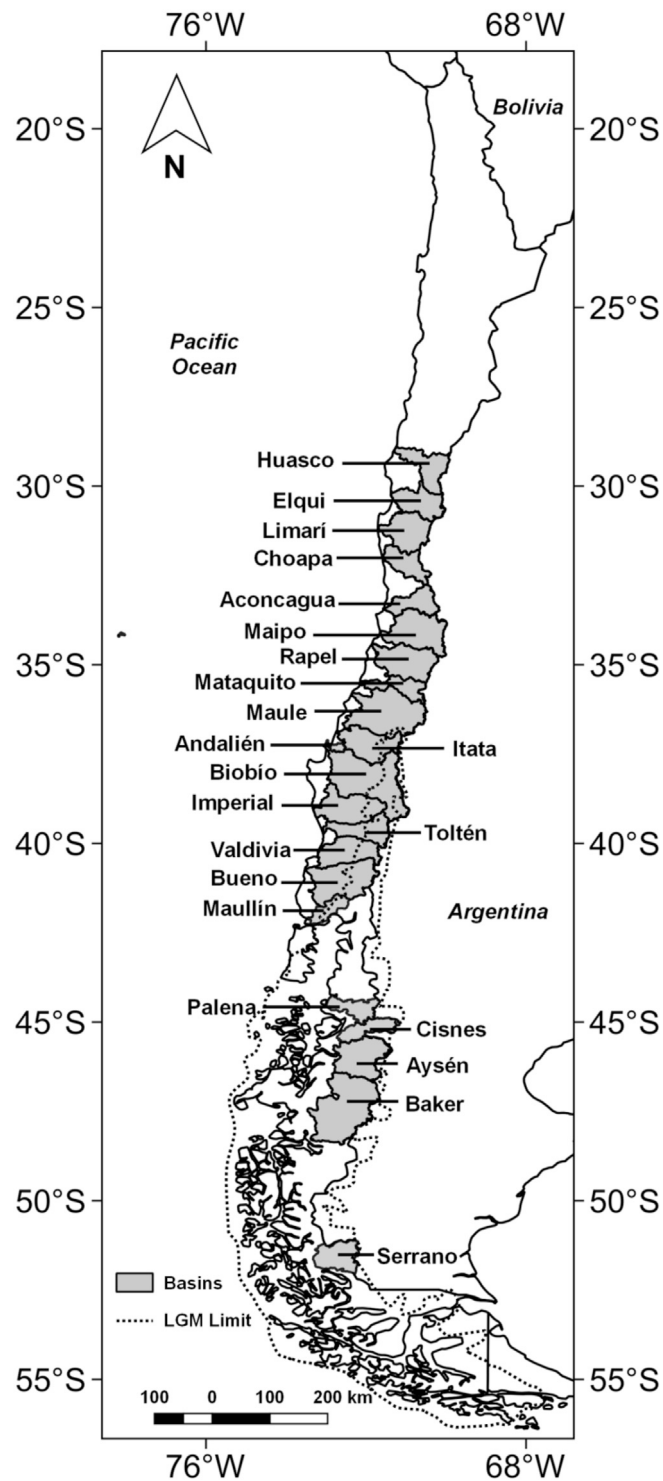 76°W 68°W
20°S 20°S
Bolivia
N
25°S 25°S
Pacific
Ocean
Huasco
30°S 30°S
Elqui
Limarí
Choapa
Aconcagua
Maipo
Rapel
35°S 35°S
Mataquito
Maule
Andalién Itata
Biobío
Imperial
Toltén
40°S 40°S
Valdivia
Bueno
Maullín Argentina
Palena
45°S 45°S
Cisnes
Aysén
Baker
50°S 50°S
Serrano
Basins
LGM Limit
55°S 55°S
100 0 100 200 km
76°W 68°W